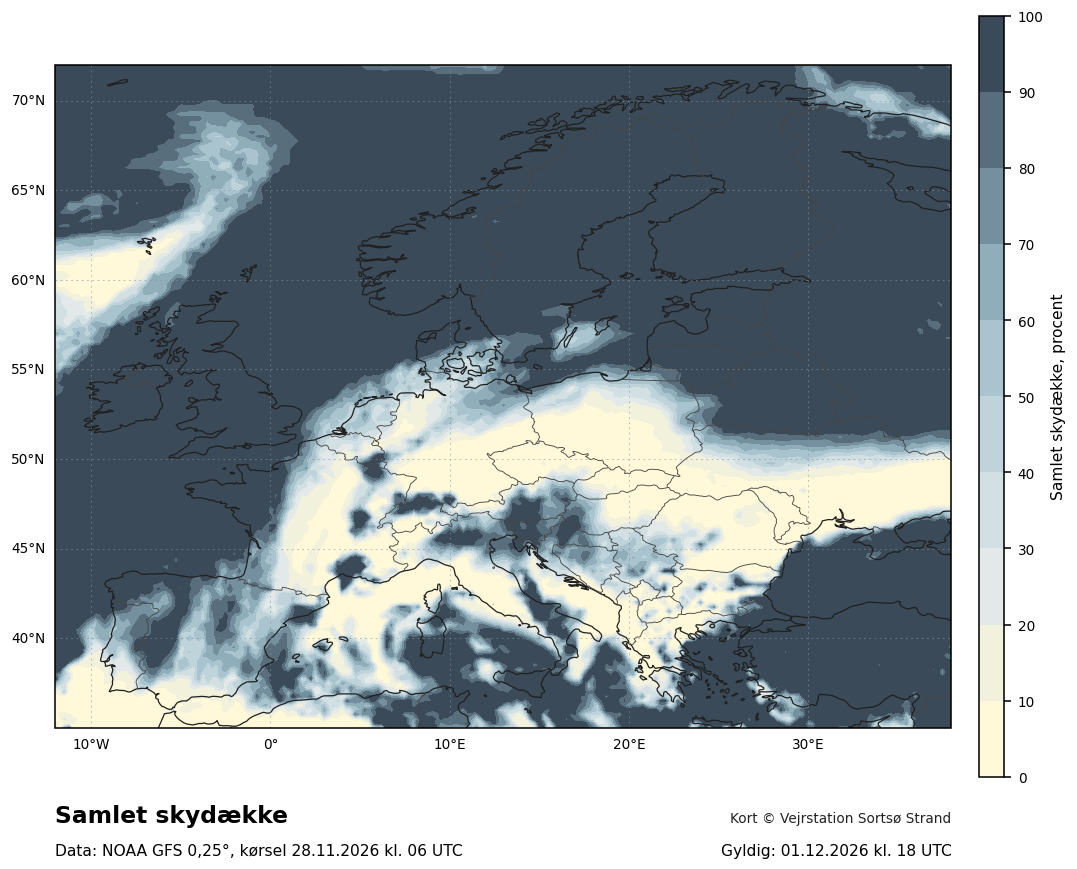 70°N
65°N
60°N
55°N
50°N
45°N
40°N
10°W
0°
10°E
20°E
30°E
100
90
80
70
60
50
40
30
20
10
0
Samlet skydække, procent
Samlet skydække
Kort © Vejrstation Sortsø Strand
Data: NOAA GFS 0,25°, kørsel 28.11.2026 kl. 06 UTC
Gyldig: 01.12.2026 kl. 18 UTC